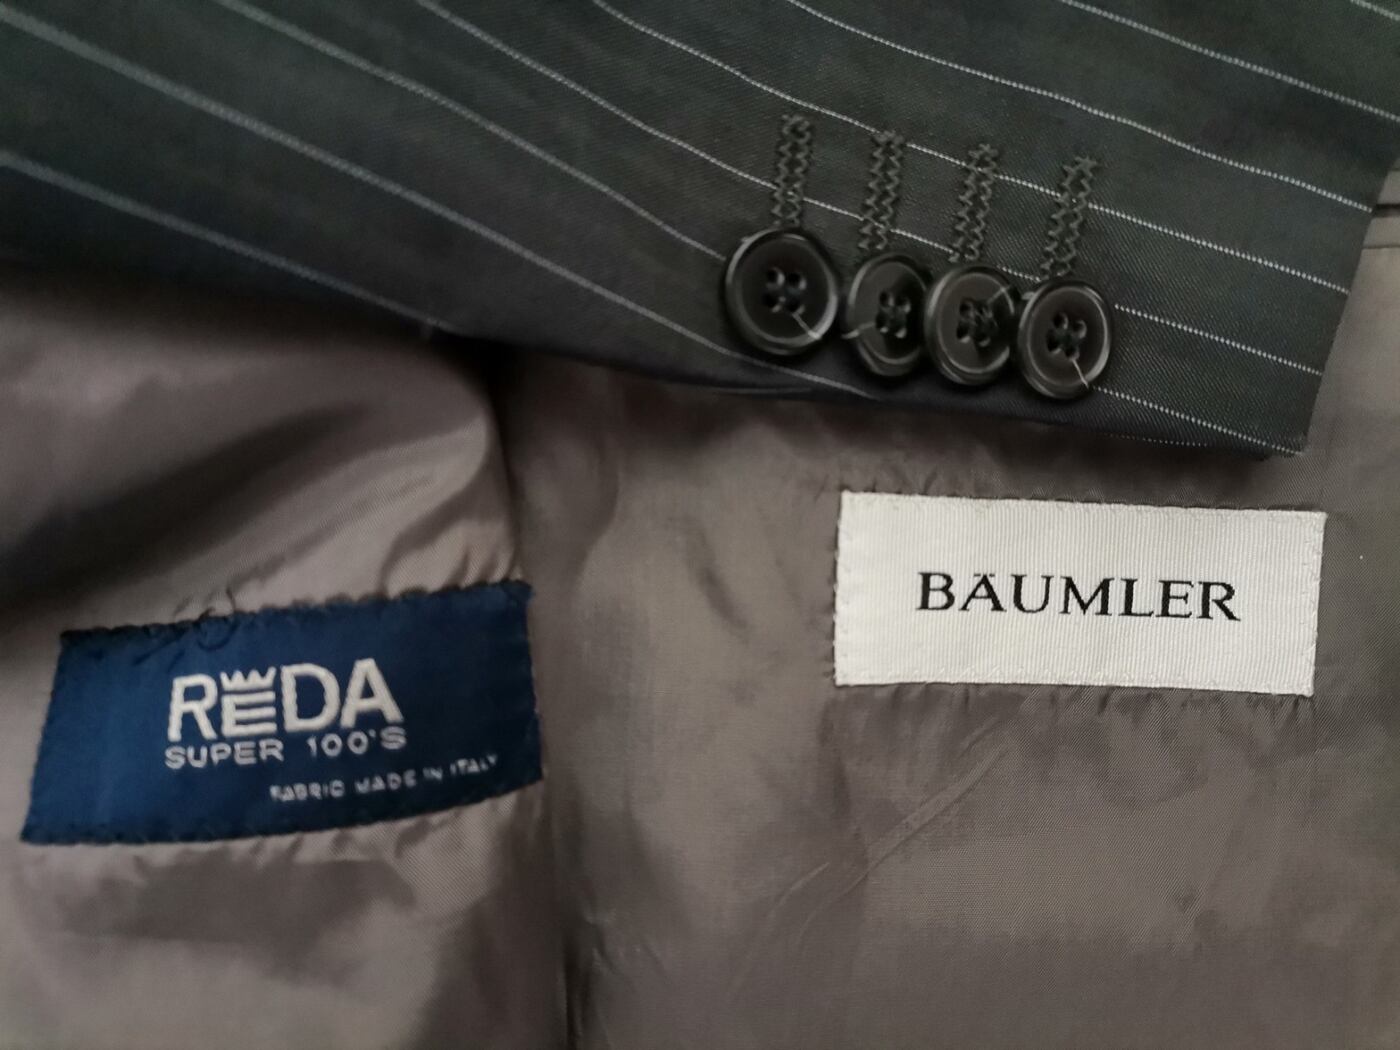 REDA
SUPER 100'S
FABRIC MADE IN ITALY
BÄUMLER